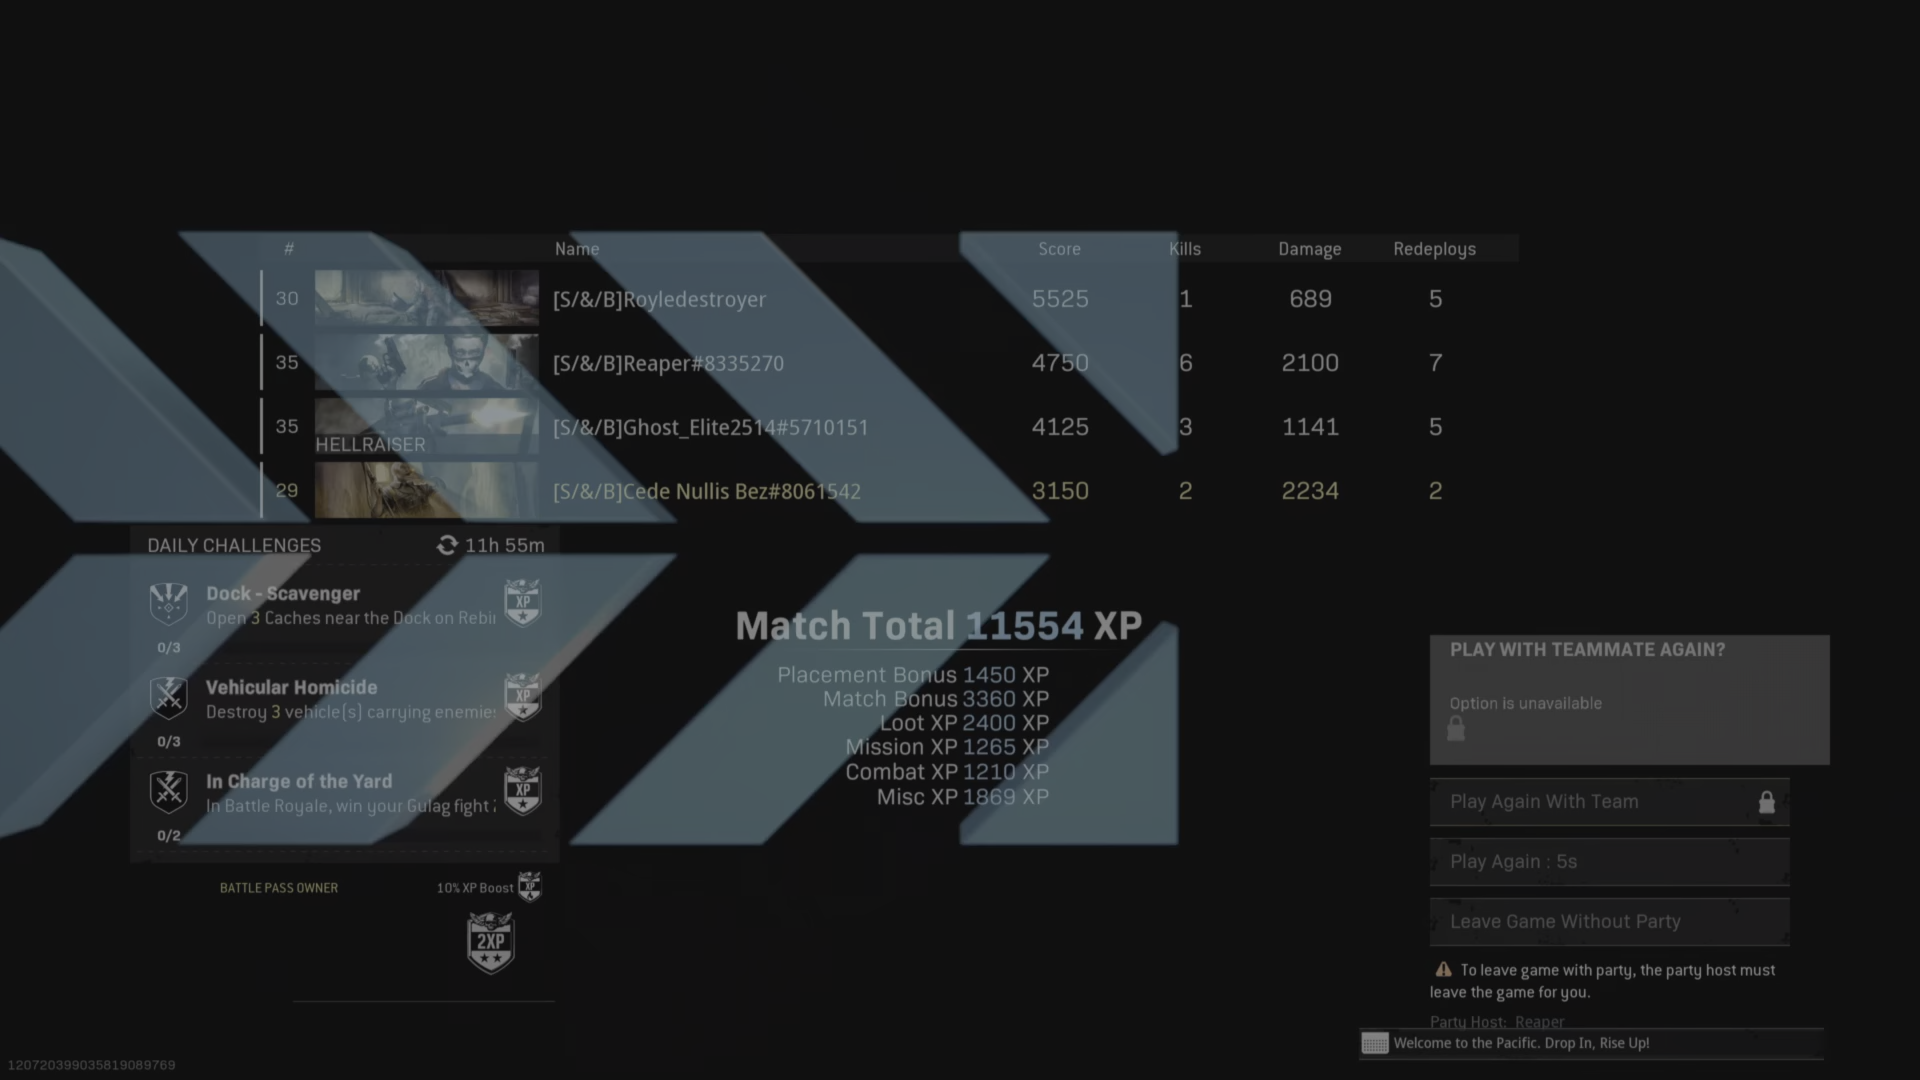 # Name Score Kills Damage Redeploys
30 [S/&/B]Royledestroyer 5525 1 689 5
35 [S/&/B]Reaper#8335270 4750 6 2100 7
35 HELLRAISER [S/&/B]Ghost_Elite2514#5710151 4125 3 1141 5
29 [S/&/B]Cede Nullis Bez#8061542 3150 2 2234 2
DAILY CHALLENGES 11h 55m
Dock - Scavenger
Open 3 Caches near the Dock on Rebi
XP
0/3
Vehicular Homicide
Destroy 3 vehicle(s) carrying enemies
XP
0/3
In Charge of the Yard
In Battle Royale, win your Gulag fight
XP
0/2
BATTLE PASS OWNER 10% XP Boost XP
2XP
Match Total 11554 XP
Placement Bonus 1450 XP
Match Bonus 3360 XP
Loot XP 2400 XP
Mission XP 1265 XP
Combat XP 1210 XP
Misc XP 1869 XP
PLAY WITH TEAMMATE AGAIN?
Option is unavailable
Play Again With Team
Play Again : 5s
Leave Game Without Party
To leave game with party, the party host must
leave the game for you.
Party Host: Reaper
Welcome to the Pacific. Drop In, Rise Up!
120720399035819089769